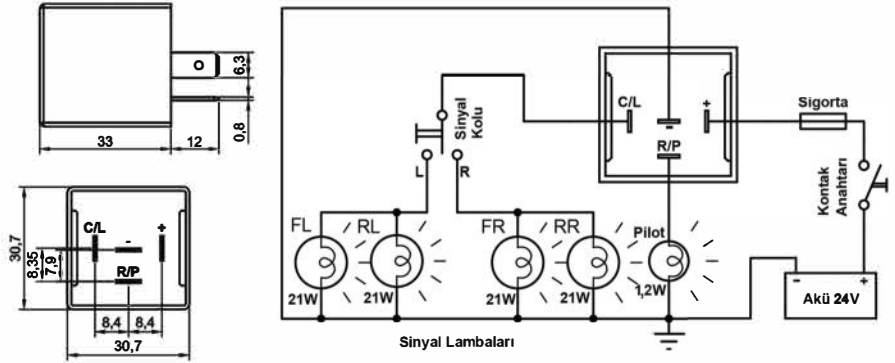 6,3
0,8
33
12
C/L
-
+
R/P
30,7
8,35
7,9
8,4
8,4
30,7
Sinyal
Kolu
L
R
C/L
-
+
R/P
Sigorta
Kontak
Anahtarı
FL
RL
FR
RR
Pilot
21W
21W
21W
21W
1,2W
-
+
Akü 24V
Sinyal Lambaları